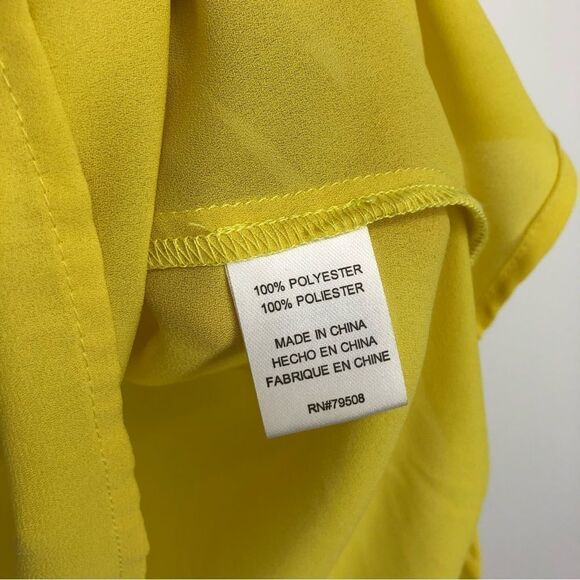 100% POLYESTER
100% POLIESTER
MADE IN CHINA
HECHO EN CHINA
FABRIQUE EN CHINE
RN#79508